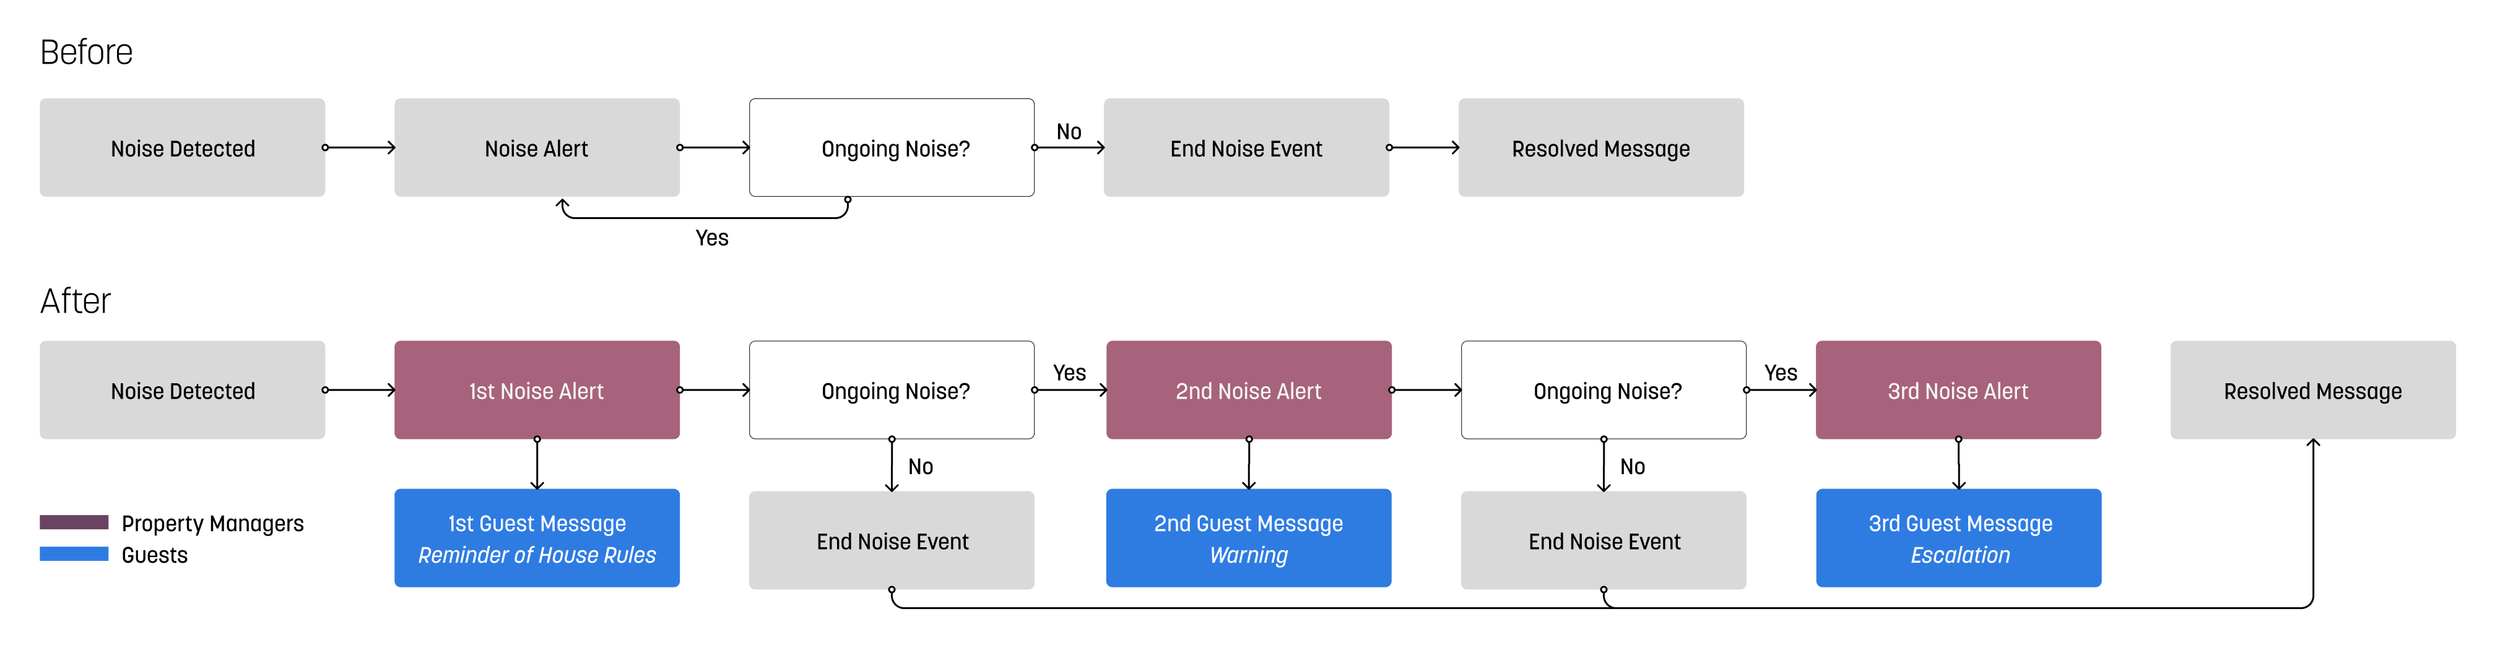 Before
Noise Detected
Noise Alert
Ongoing Noise?
No
End Noise Event
Resolved Message
Yes
After
Noise Detected
1st Noise Alert
Ongoing Noise?
Yes
2nd Noise Alert
Ongoing Noise?
Yes
3rd Noise Alert
Resolved Message
No
No
Property Managers
Guests
1st Guest Message
Reminder of House Rules
End Noise Event
2nd Guest Message
Warning
End Noise Event
3rd Guest Message
Escalation